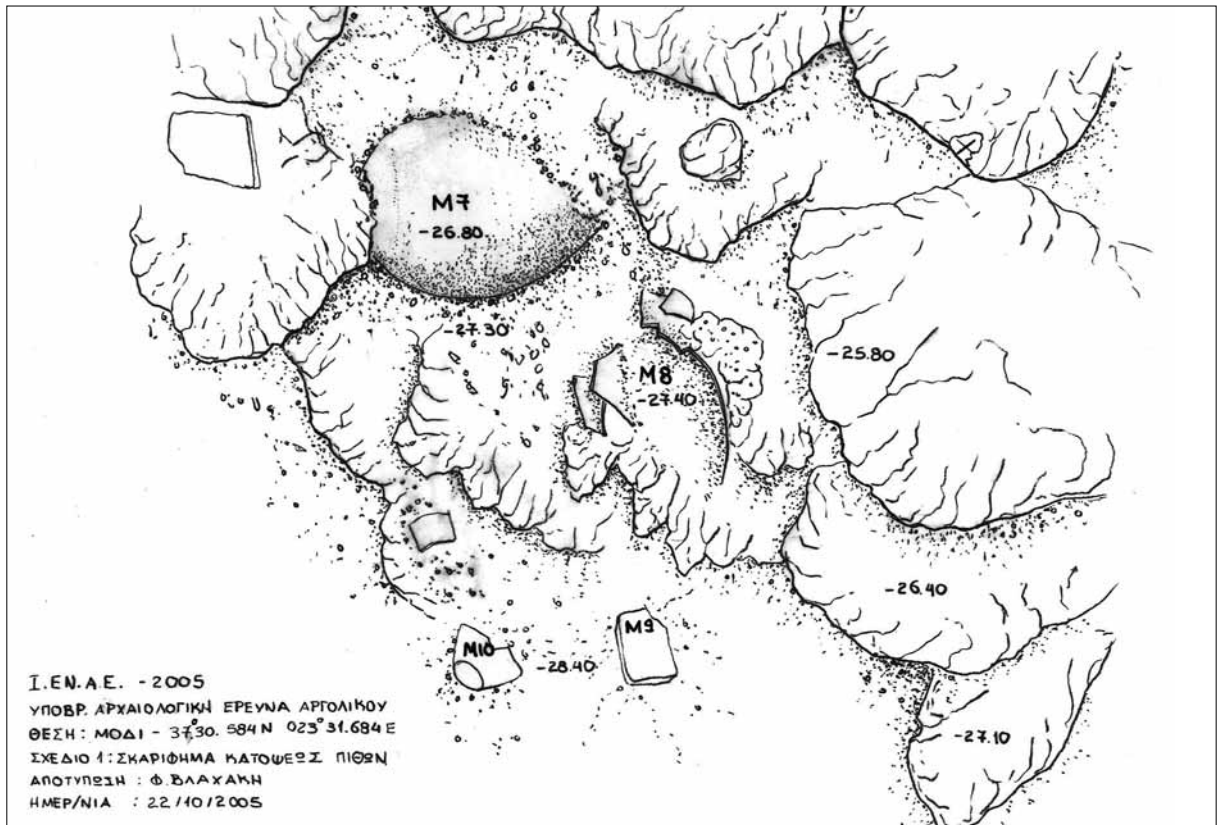 M7
-26.80
-27.30
M8
-27.40
-25.80
-26.40
M9
M10
-28.40
-27.10
Ι.ΕΝ.Α.Ε. - 2005
ΥΠΟΒΡ. ΑΡΧΑΙΟΛΟΓΙΚΗ ΕΡΕΥΝΑ ΑΡΓΟΛΙΚΟΥ
ΘΕΣΗ: ΜΟΔΙ - 37°30.584 N 023°31.684 E
ΣΧΕΔΙΟ 1: ΣΚΑΡΙΦΗΜΑ ΚΑΤΟΨΕΩΣ ΠΙΘΩΝ
ΑΠΟΤΥΠΩΣΗ : Φ. ΒΛΑΧΑΚΗ
ΗΜΕΡ/ΝΙΑ : 22/10/2005